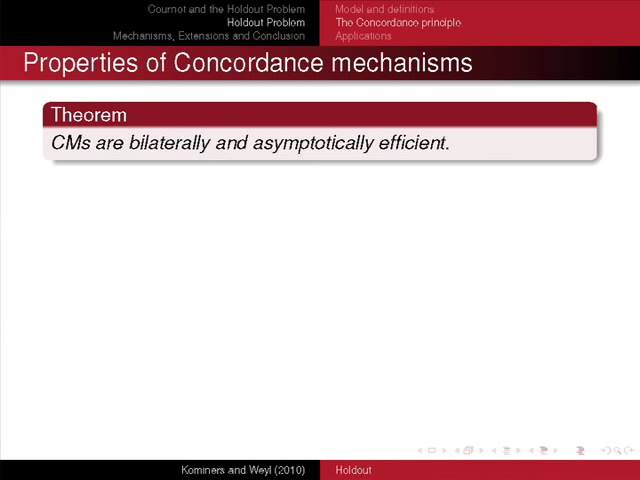 Cournot and the Holdout Problem
Holdout Problem
Mechanisms, Extensions and Conclusion
Model and definitions
The Concordance principle
Applications
Properties of Concordance mechanisms
Theorem
CMs are bilaterally and asymptotically efficient.
Kominers and Weyl (2010)
Holdout